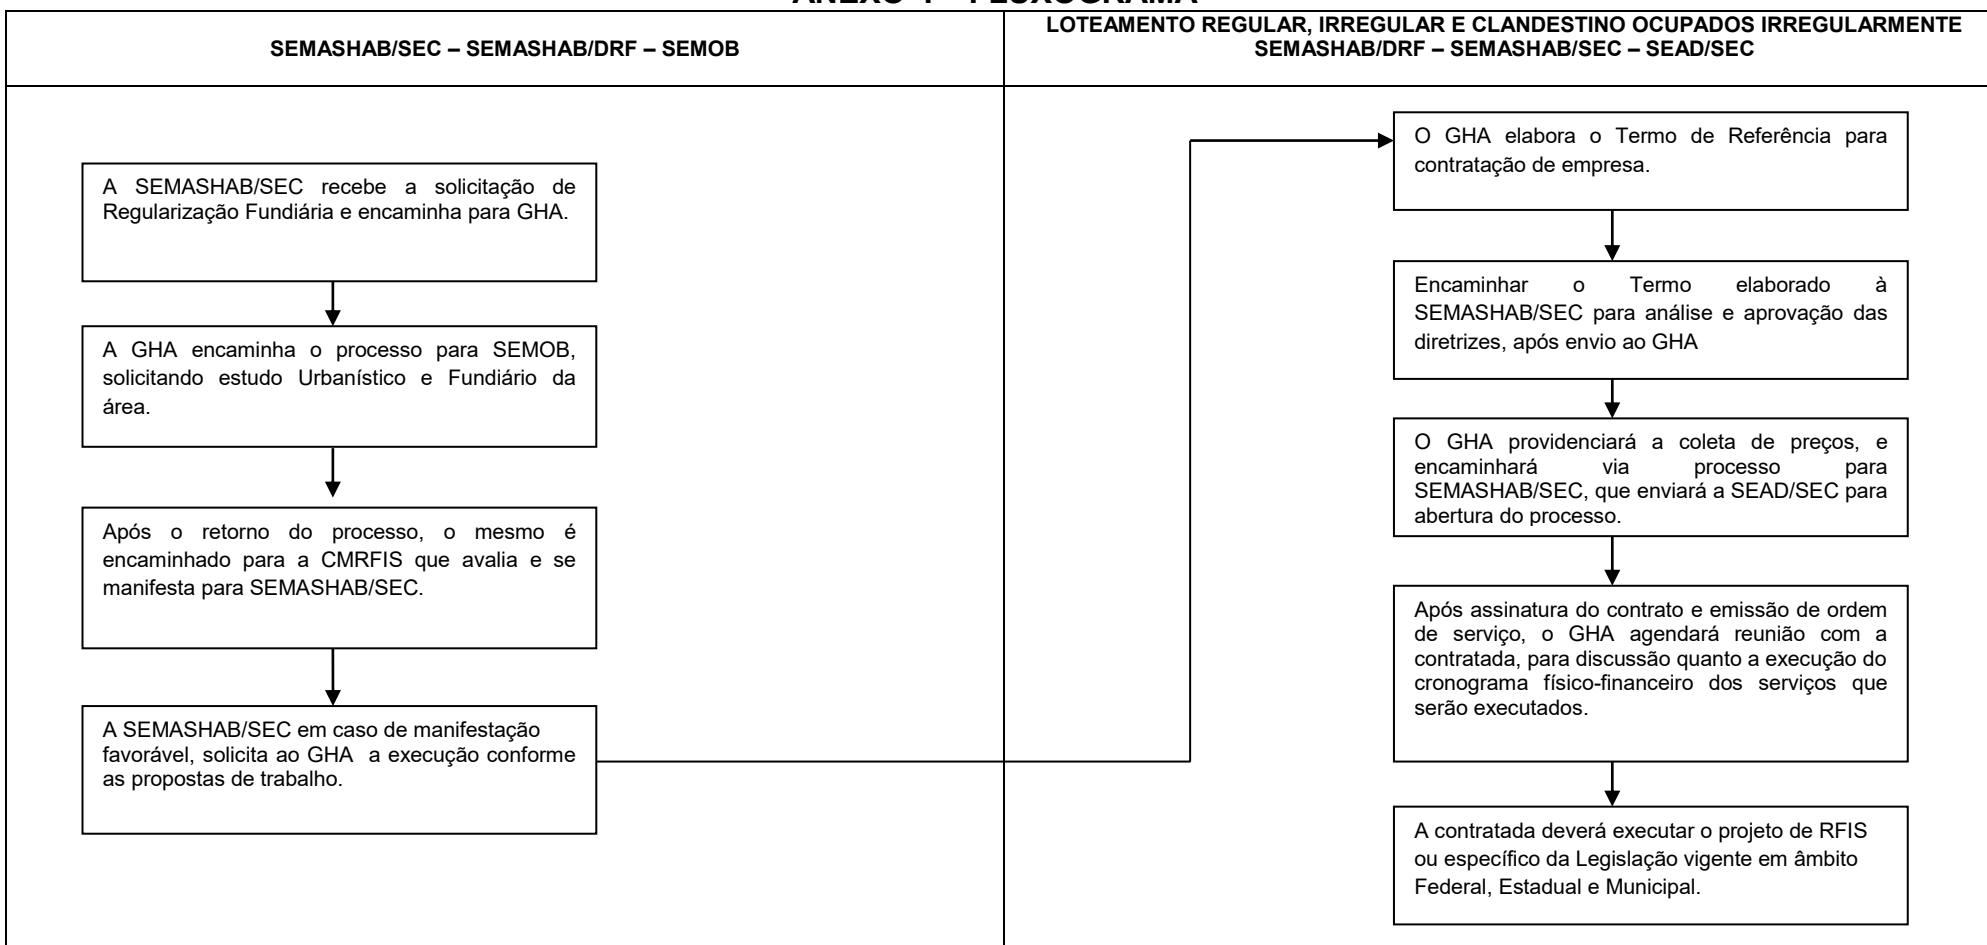 SEMASHAB/SEC – SEMASHAB/DRF – SEMOB
LOTEAMENTO REGULAR, IRREGULAR E CLANDESTINO OCUPADOS IRREGULARMENTE
SEMASHAB/DRF – SEMASHAB/SEC – SEAD/SEC
A SEMASHAB/SEC recebe a solicitação de
Regularização Fundiária e encaminha para GHA.
A GHA encaminha o processo para SEMOB,
solicitando estudo Urbanístico e Fundiário da
área.
Após o retorno do processo, o mesmo é
encaminhado para a CMRFIS que avalia e se
manifesta para SEMASHAB/SEC.
A SEMASHAB/SEC em caso de manifestação
favorável, solicita ao GHA a execução conforme
as propostas de trabalho.
O GHA elabora o Termo de Referência para
contratação de empresa.
Encaminhar o Termo elaborado à
SEMASHAB/SEC para análise e aprovação das
diretrizes, após envio ao GHA
O GHA providenciará a coleta de preços, e
encaminhará via processo para
SEMASHAB/SEC, que enviará a SEAD/SEC para
abertura do processo.
Após assinatura do contrato e emissão de ordem
de serviço, o GHA agendará reunião com a
contratada, para discussão quanto a execução do
cronograma físico-financeiro dos serviços que
serão executados.
A contratada deverá executar o projeto de RFIS
ou específico da Legislação vigente em âmbito
Federal, Estadual e Municipal.